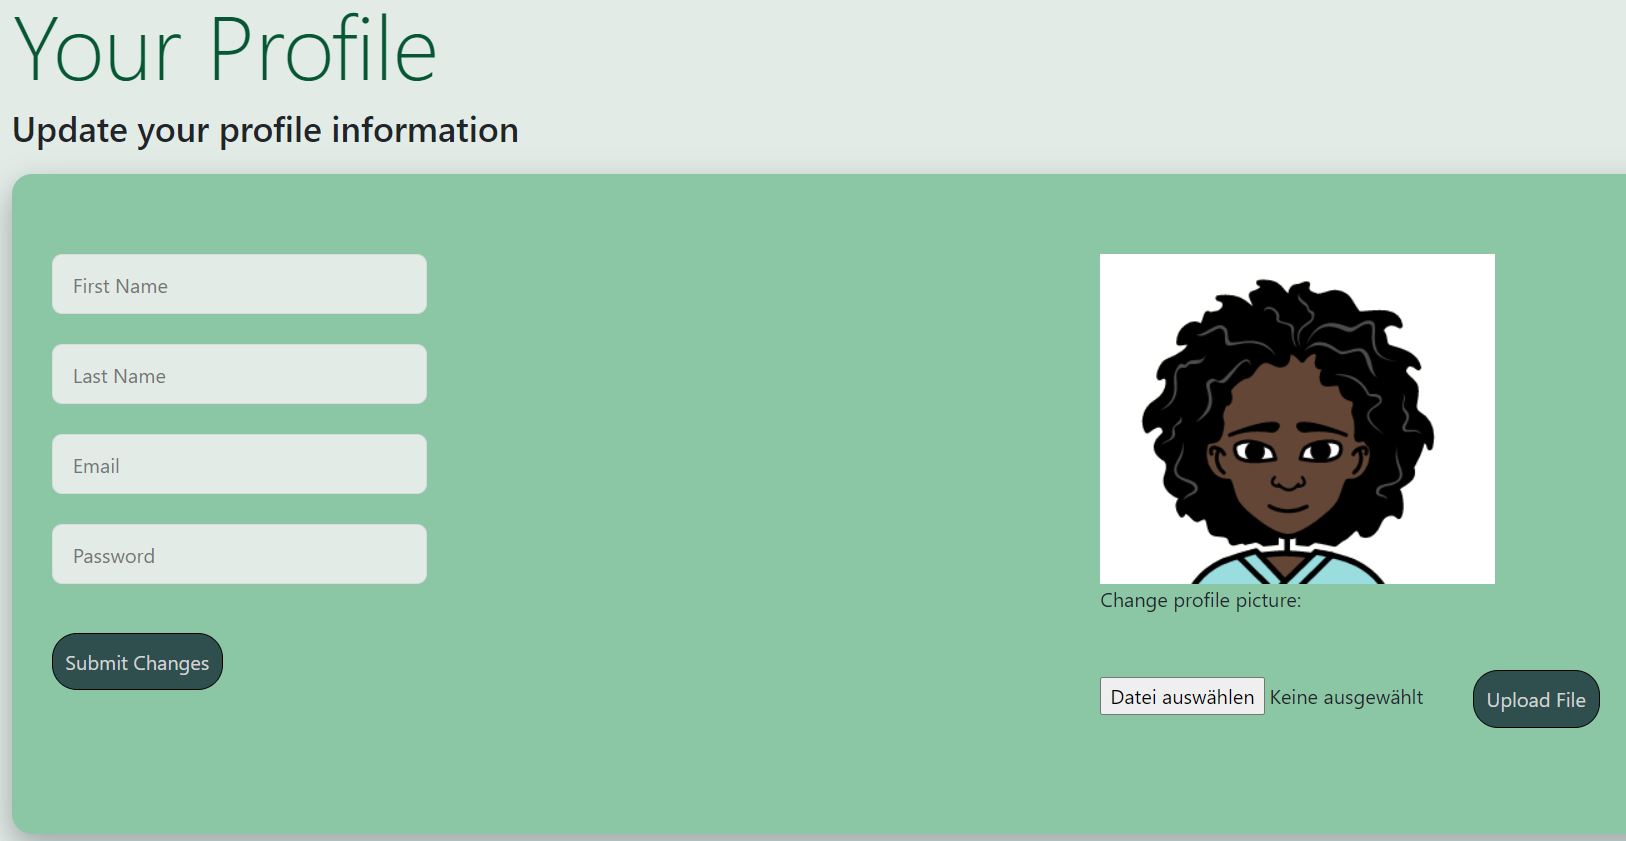 Your Profile
Update your profile information
First Name
Last Name
Email
Password
Submit Changes
Change profile picture:
Datei auswählen Keine ausgewählt
Upload File